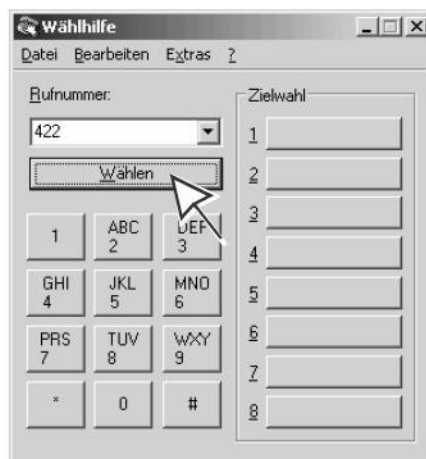 Wählhilfe
Datei Bearbeiten Extras ?
Rufnummer:
422
Wählen
1
ABC
2
DEF
3
GHI
4
JKL
5
MNO
6
PRS
7
TUV
8
WXY
9
*
0
#
Zielwahl
1
2
3
4
5
6
7
8